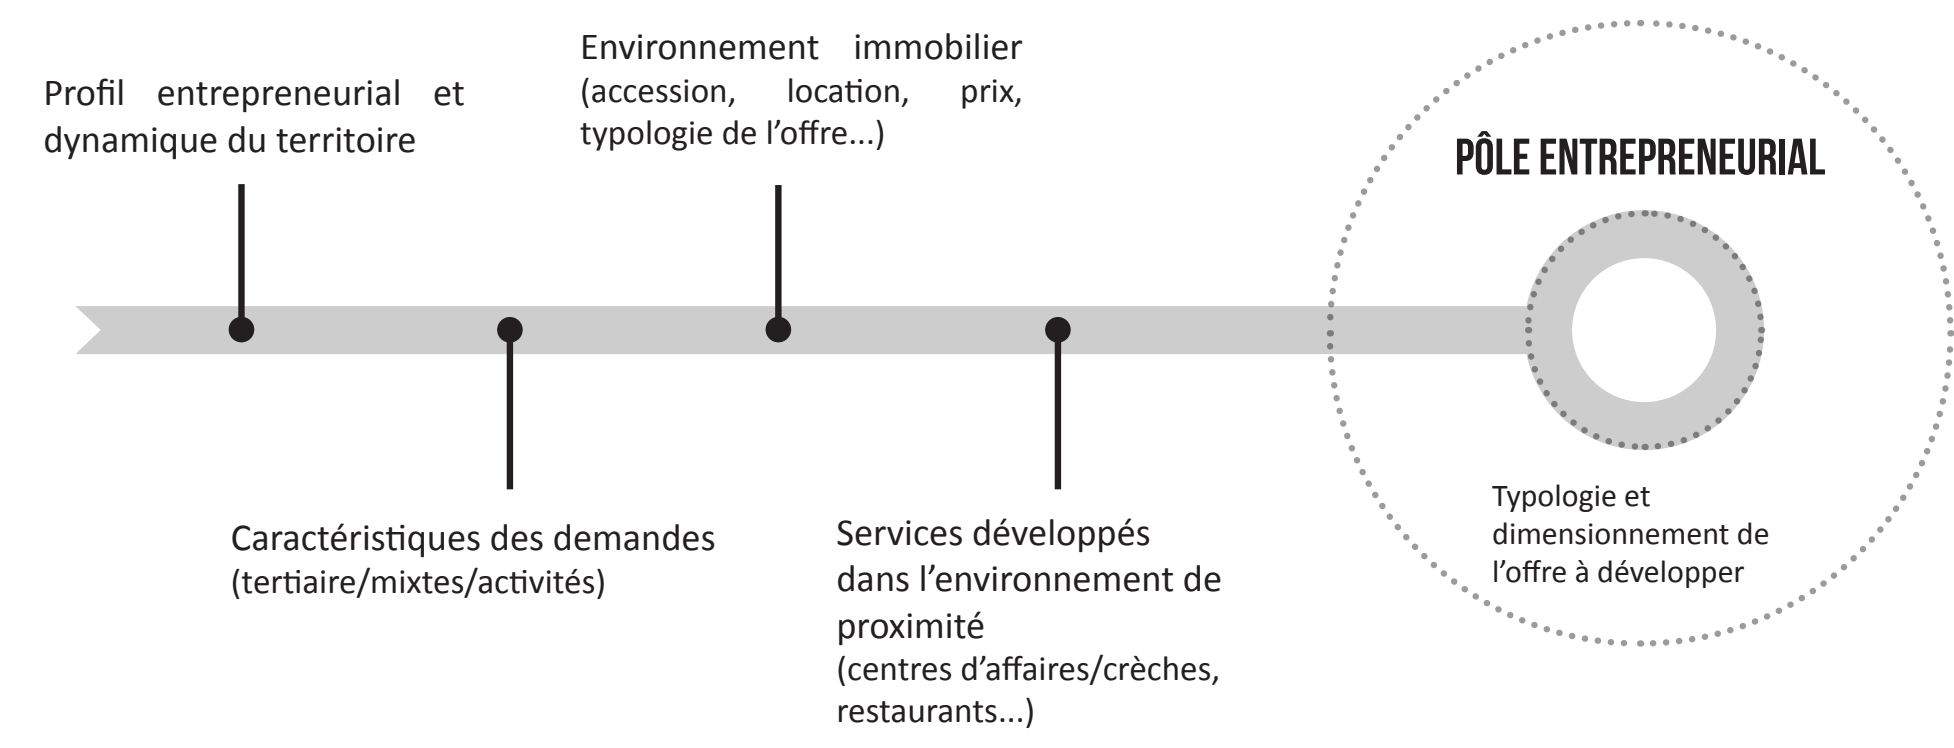 Profil entrepreneurial et
dynamique du territoire
Environnement immobilier
(accession, location, prix,
typologie de l’offre...)
PÔLE ENTREPRENEURIAL
Caractéristiques des demandes
(tertiaire/mixtes/activités)
Services développés
dans l’environnement de
proximité
(centres d’affaires/crèches,
restaurants...)
Typologie et
dimensionnement de
l’offre à développer